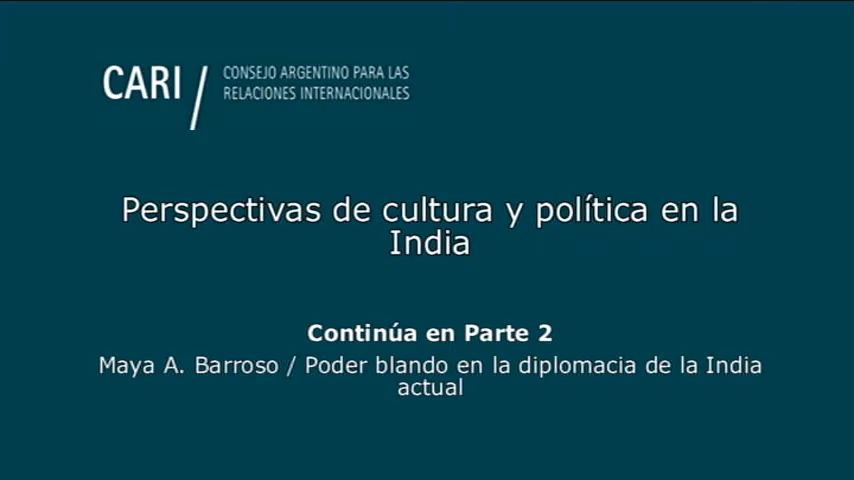 CARI/
CONSEJO ARGENTINO PARA LAS
RELACIONES INTERNACIONALES
Perspectivas de cultura y política en la
India
Continúa en Parte 2
Maya A. Barroso / Poder blando en la diplomacia de la India
actual